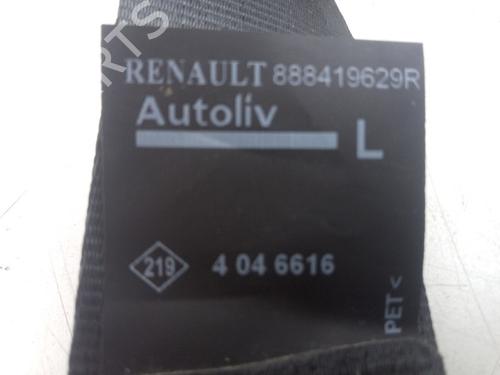 RENAULT 888419629R
Autoliv
L
219 4 04 6616
PET <